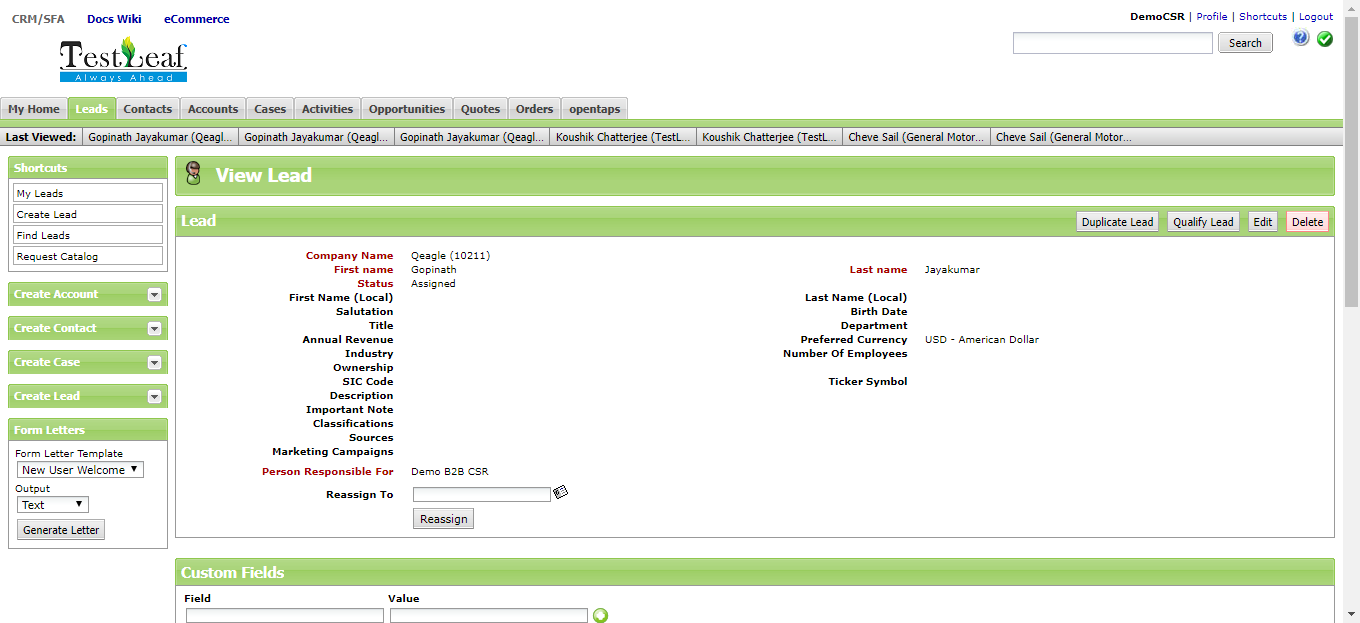 CRM/SFA Docs Wiki eCommerce
DemoCSR | Profile | Shortcuts | Logout
Search
TestLeaf
Always Ahead
My Home Leads Contacts Accounts Cases Activities Opportunities Quotes Orders opentaps
Last Viewed: Gopinath Jayakumar (Qeagl... Gopinath Jayakumar (Qeagl... Gopinath Jayakumar (Qeagl... Koushik Chatterjee (TestL... Koushik Chatterjee (TestL... Cheve Sail (General Motor... Cheve Sail (General Motor...
Shortcuts
My Leads
Create Lead
Find Leads
Request Catalog
Create Account
Create Contact
Create Case
Create Lead
Form Letters
Form Letter Template
New User Welcome
Output
Text
Generate Letter
View Lead
Lead Duplicate Lead Qualify Lead Edit Delete
Company Name Qeagle (10211)
First name Gopinath Last name Jayakumar
Status Assigned
First Name (Local) Last Name (Local)
Salutation Birth Date
Title Department
Annual Revenue Preferred Currency USD - American Dollar
Industry Number Of Employees
Ownership
SIC Code Ticker Symbol
Description
Important Note
Classifications
Sources
Marketing Campaigns
Person Responsible For Demo B2B CSR
Reassign To
Reassign
Custom Fields
Field Value